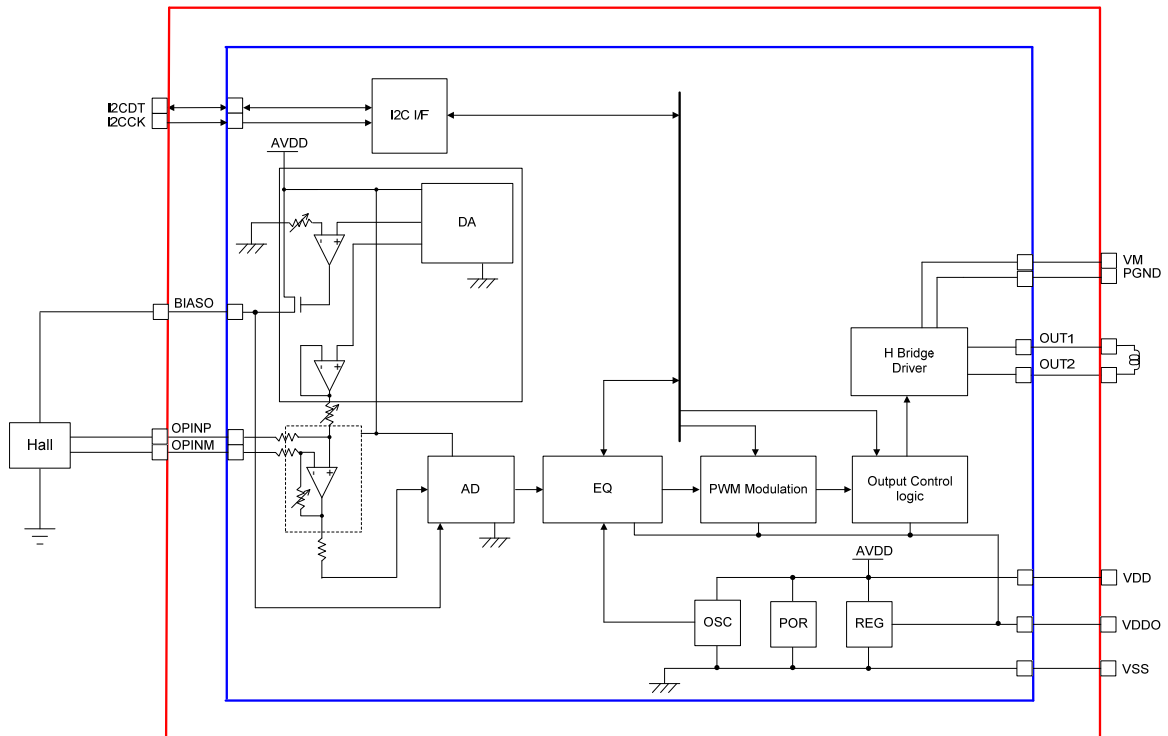 I2CDT
I2CCK
I2C I/F
AVDD
DA
- +
VM
PGND
BIASO
OUT1
H Bridge
Driver
OUT2
- +
OPINP
Hall
OPINM
- +
AD
EQ
PWM Modulation
Output Control
logic
AVDD
VDD
OSC
POR
REG
VDDO
VSS